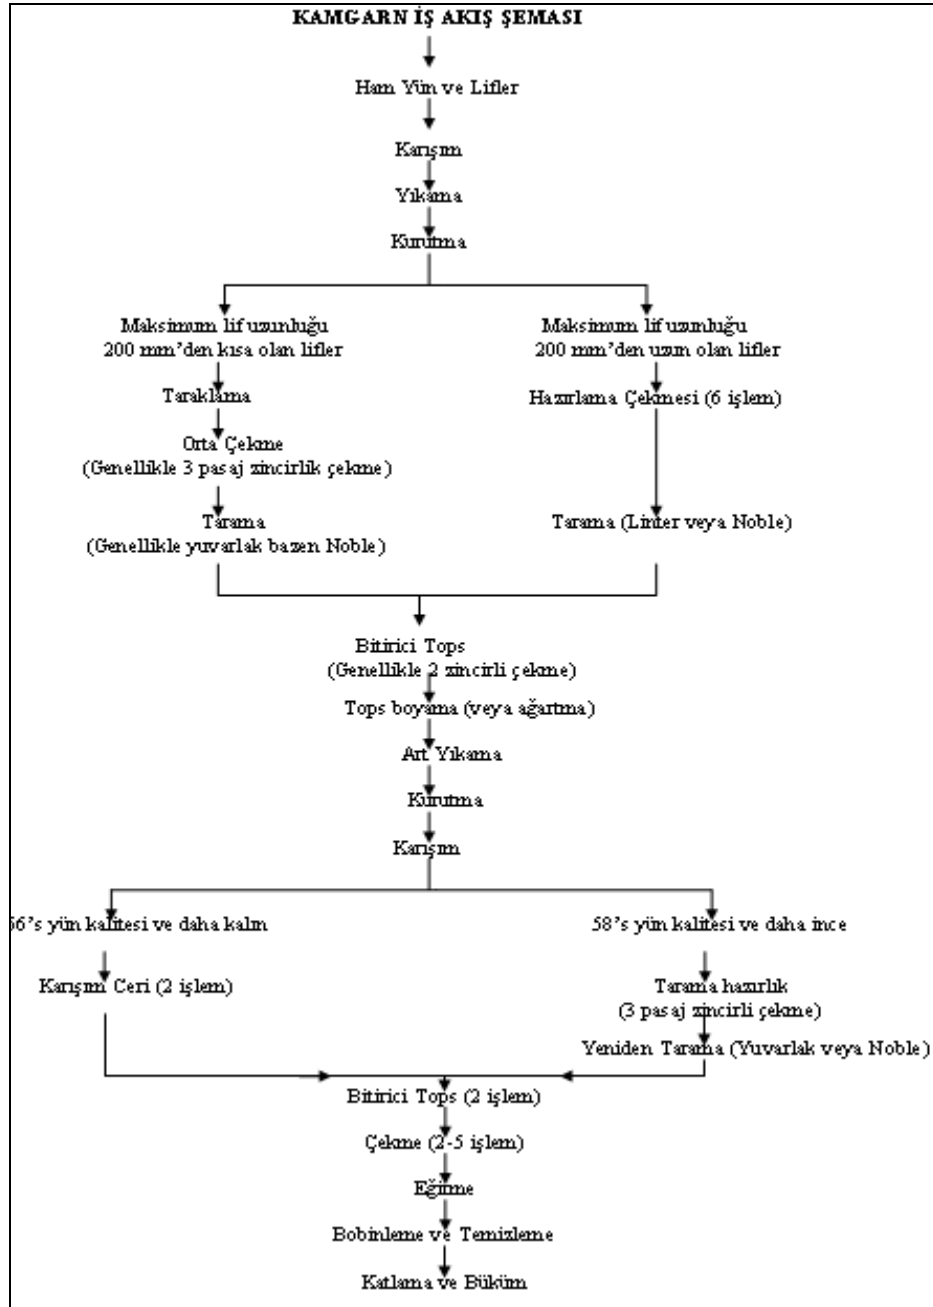 KAMGARN İŞ AKIŞ ŞEMASI
Ham Yün ve Lifler
Karışım
Yıkama
Kurutma
Maksimum lif uzunluğu
200 mm’den kısa olan lifler
Maksimum lif uzunluğu
200 mm’den uzun olan lifler
Taraklama
Hazırlama Çekmesi (6 işlem)
Orta Çekme
(Genellikle 3 pasaj zincirlik çekme)
Tarama
(Genellikle yuvarlak bazen Noble)
Tarama (Linter veya Noble)
Bitirici Tops
(Genellikle 2 zincirli çekme)
Tops boyama (veya ağartma)
Art Yıkama
Kurutma
Karışım
56’s yün kalitesi ve daha kalın
58’s yün kalitesi ve daha ince
Karışım Ceri (2 işlem)
Tarama hazırlık
(3 pasaj zincirli çekme)
Yeniden Tarama (Yuvarlak veya Noble)
Bitirici Tops (2 işlem)
Çekme (2-5 işlem)
Eğirme
Bobinleme ve Temizleme
Katlama ve Büküm